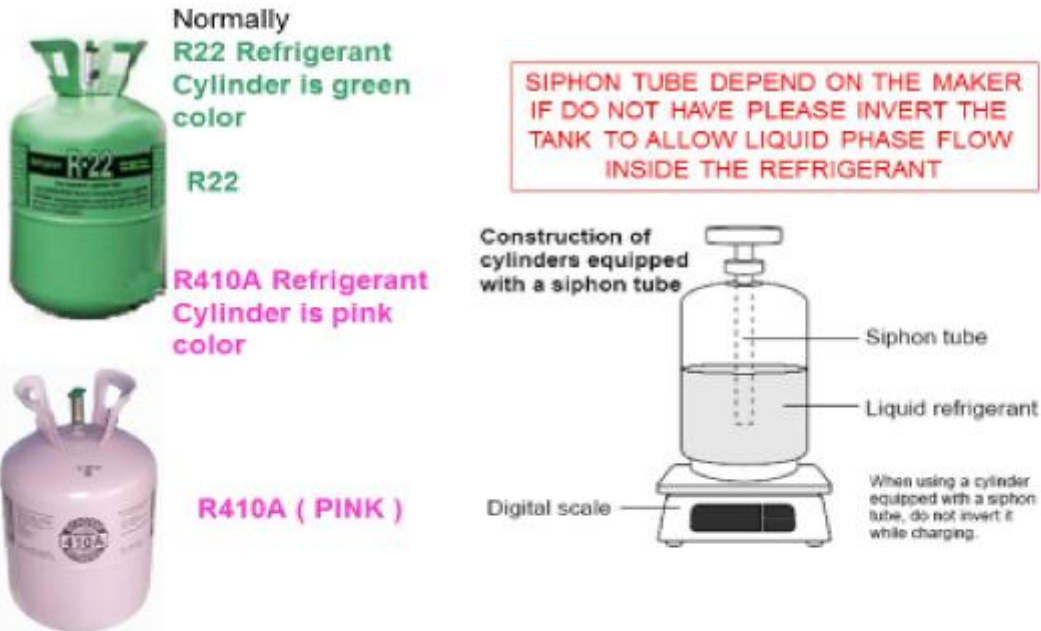 Normally
R22 Refrigerant
Cylinder is green
color
R-22
R22
R410A Refrigerant
Cylinder is pink
color
410A
R410A ( PINK )
SIPHON TUBE DEPEND ON THE MAKER
IF DO NOT HAVE PLEASE INVERT THE
TANK TO ALLOW LIQUID PHASE FLOW
INSIDE THE REFRIGERANT
Construction of
cylinders equipped
with a siphon tube
Siphon tube
Liquid refrigerant
Digital scale
When using a cylinder
equipped with a siphon
tube, do not invert it
while charging.